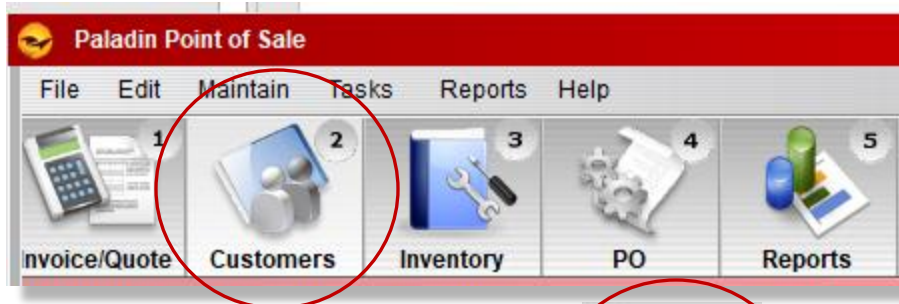 Paladin Point of Sale
File Edit Maintain Tasks Reports Help
1 2 3 4 5
Invoice/Quote Customers Inventory PO Reports